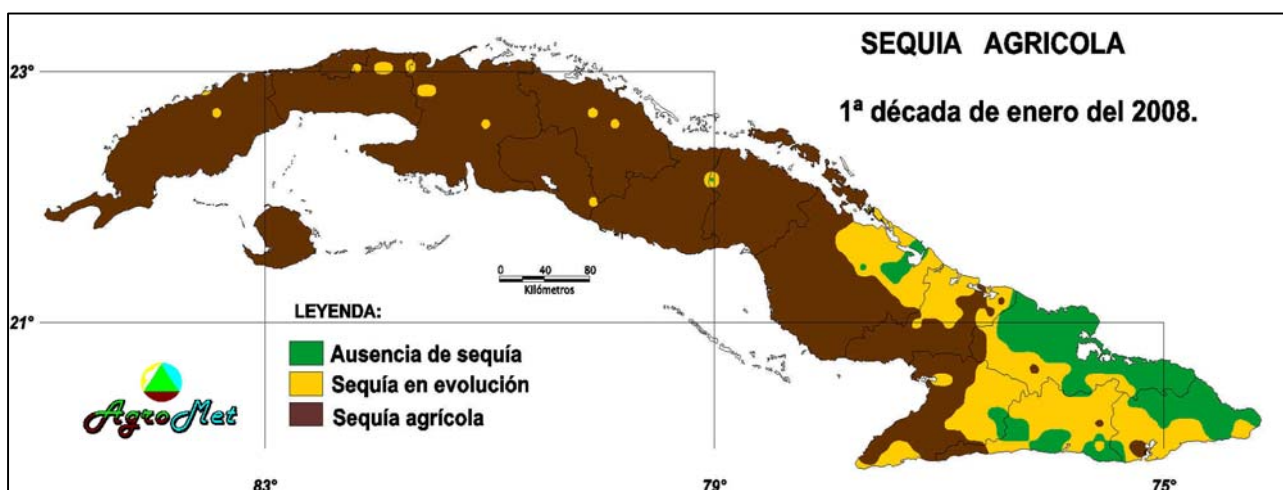 SEQUIA AGRICOLA
23°
1ª década de enero del 2008.
0 40 80
Kilómetros
LEYENDA:
21°
Ausencia de sequía
Sequía en evolución
Sequía agrícola
AgroMet
83° 79° 75°